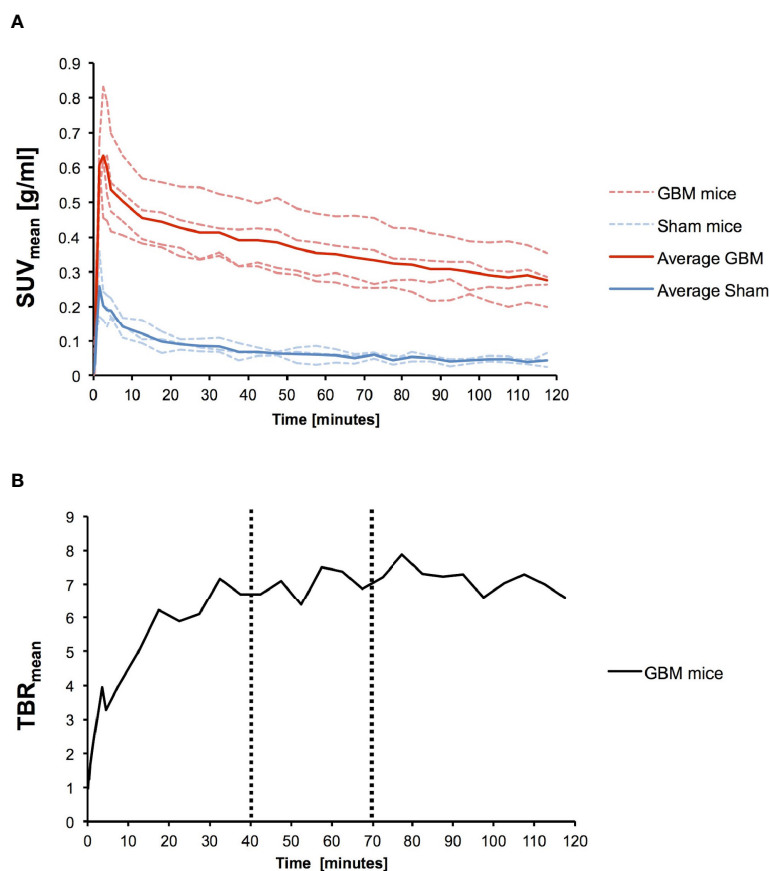 A
0.9
0.8
0.7
0.6
0.5
0.4
0.3
0.2
0.1
0
SUVmean [g/ml]
0 10 20 30 40 50 60 70 80 90 100 110 120
Time [minutes]
GBM mice
Sham mice
Average GBM
Average Sham
B
9
8
7
6
5
4
3
2
1
0
TBRmean
0 10 20 30 40 50 60 70 80 90 100 110 120
Time [minutes]
GBM mice